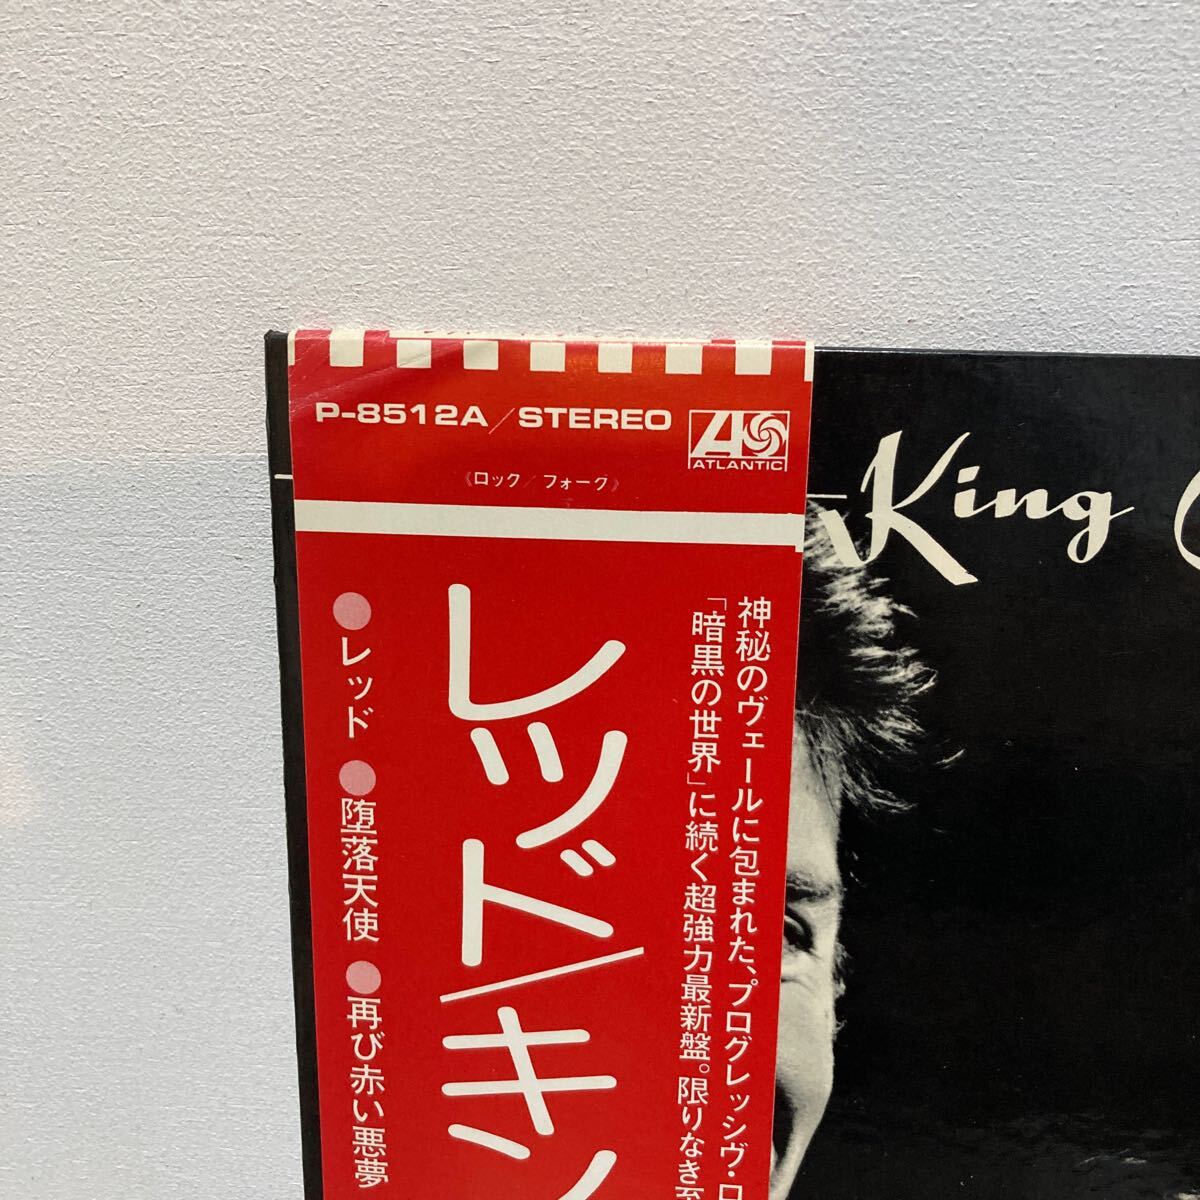 P-8512A/STEREO
ATLANTIC
《ロック/フォーク》
King
神秘のヴェールに包まれた、プログレッシヴ・ロ
「暗黒の世界」に続く超強力最新盤。限りなき至
レッド/キン
●レッド ●堕落天使 ●再び赤い悪夢